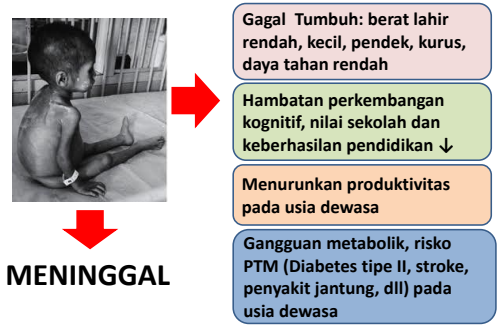 Gagal  Tumbuh: berat lahir
rendah, kecil, pendek, kurus,
daya tahan rendah
Hambatan perkembangan
kognitif, nilai sekolah dan
keberhasilan pendidikan ↓
Menurunkan produktivitas
pada usia dewasa
Gangguan metabolik, risiko
PTM (Diabetes tipe II, stroke,
penyakit jantung, dll) pada
usia dewasa
MENINGGAL